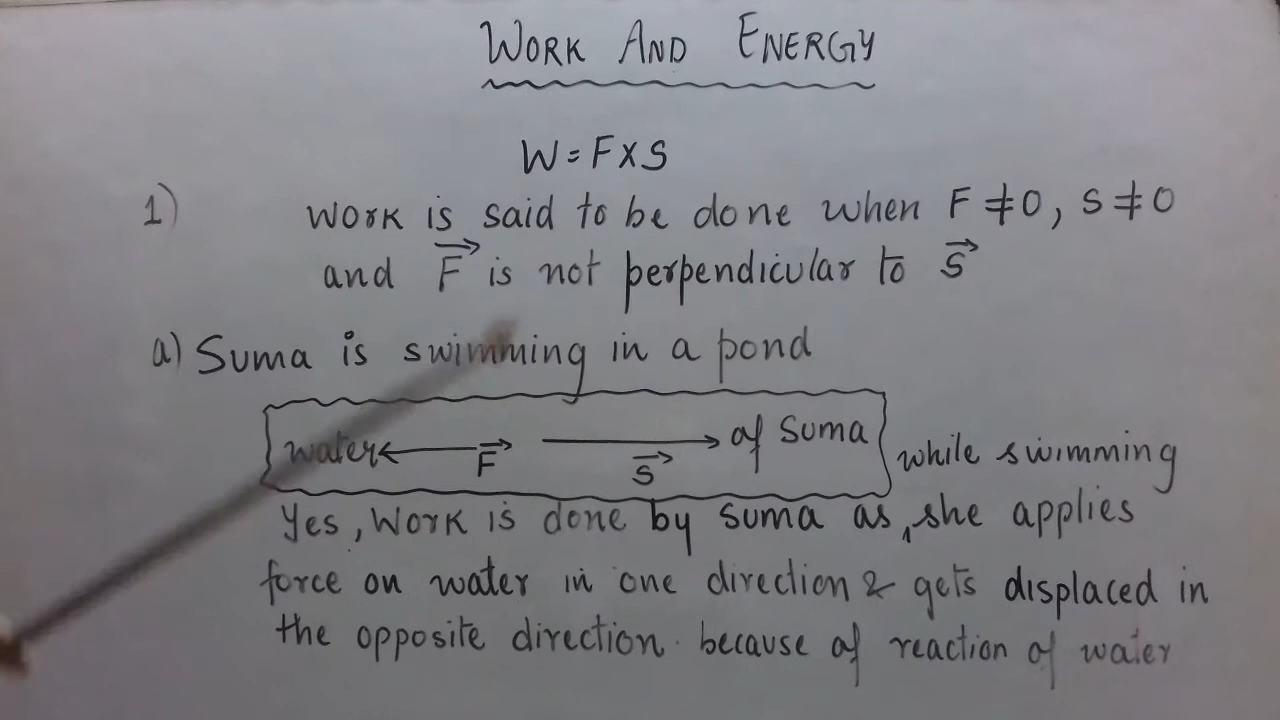 WORK AND ENERGY
W = F X S
1) Work is said to be done when F ≠ 0, S ≠ 0
and F⃗ is not perpendicular to S⃗
a) Suma is swimming in a pond
water ← F⃗ → S⃗ of Suma
while swimming
Yes, Work is done by Suma as ‸ she applies
force on water in one direction & gets displaced in
the opposite direction. because of reaction of water